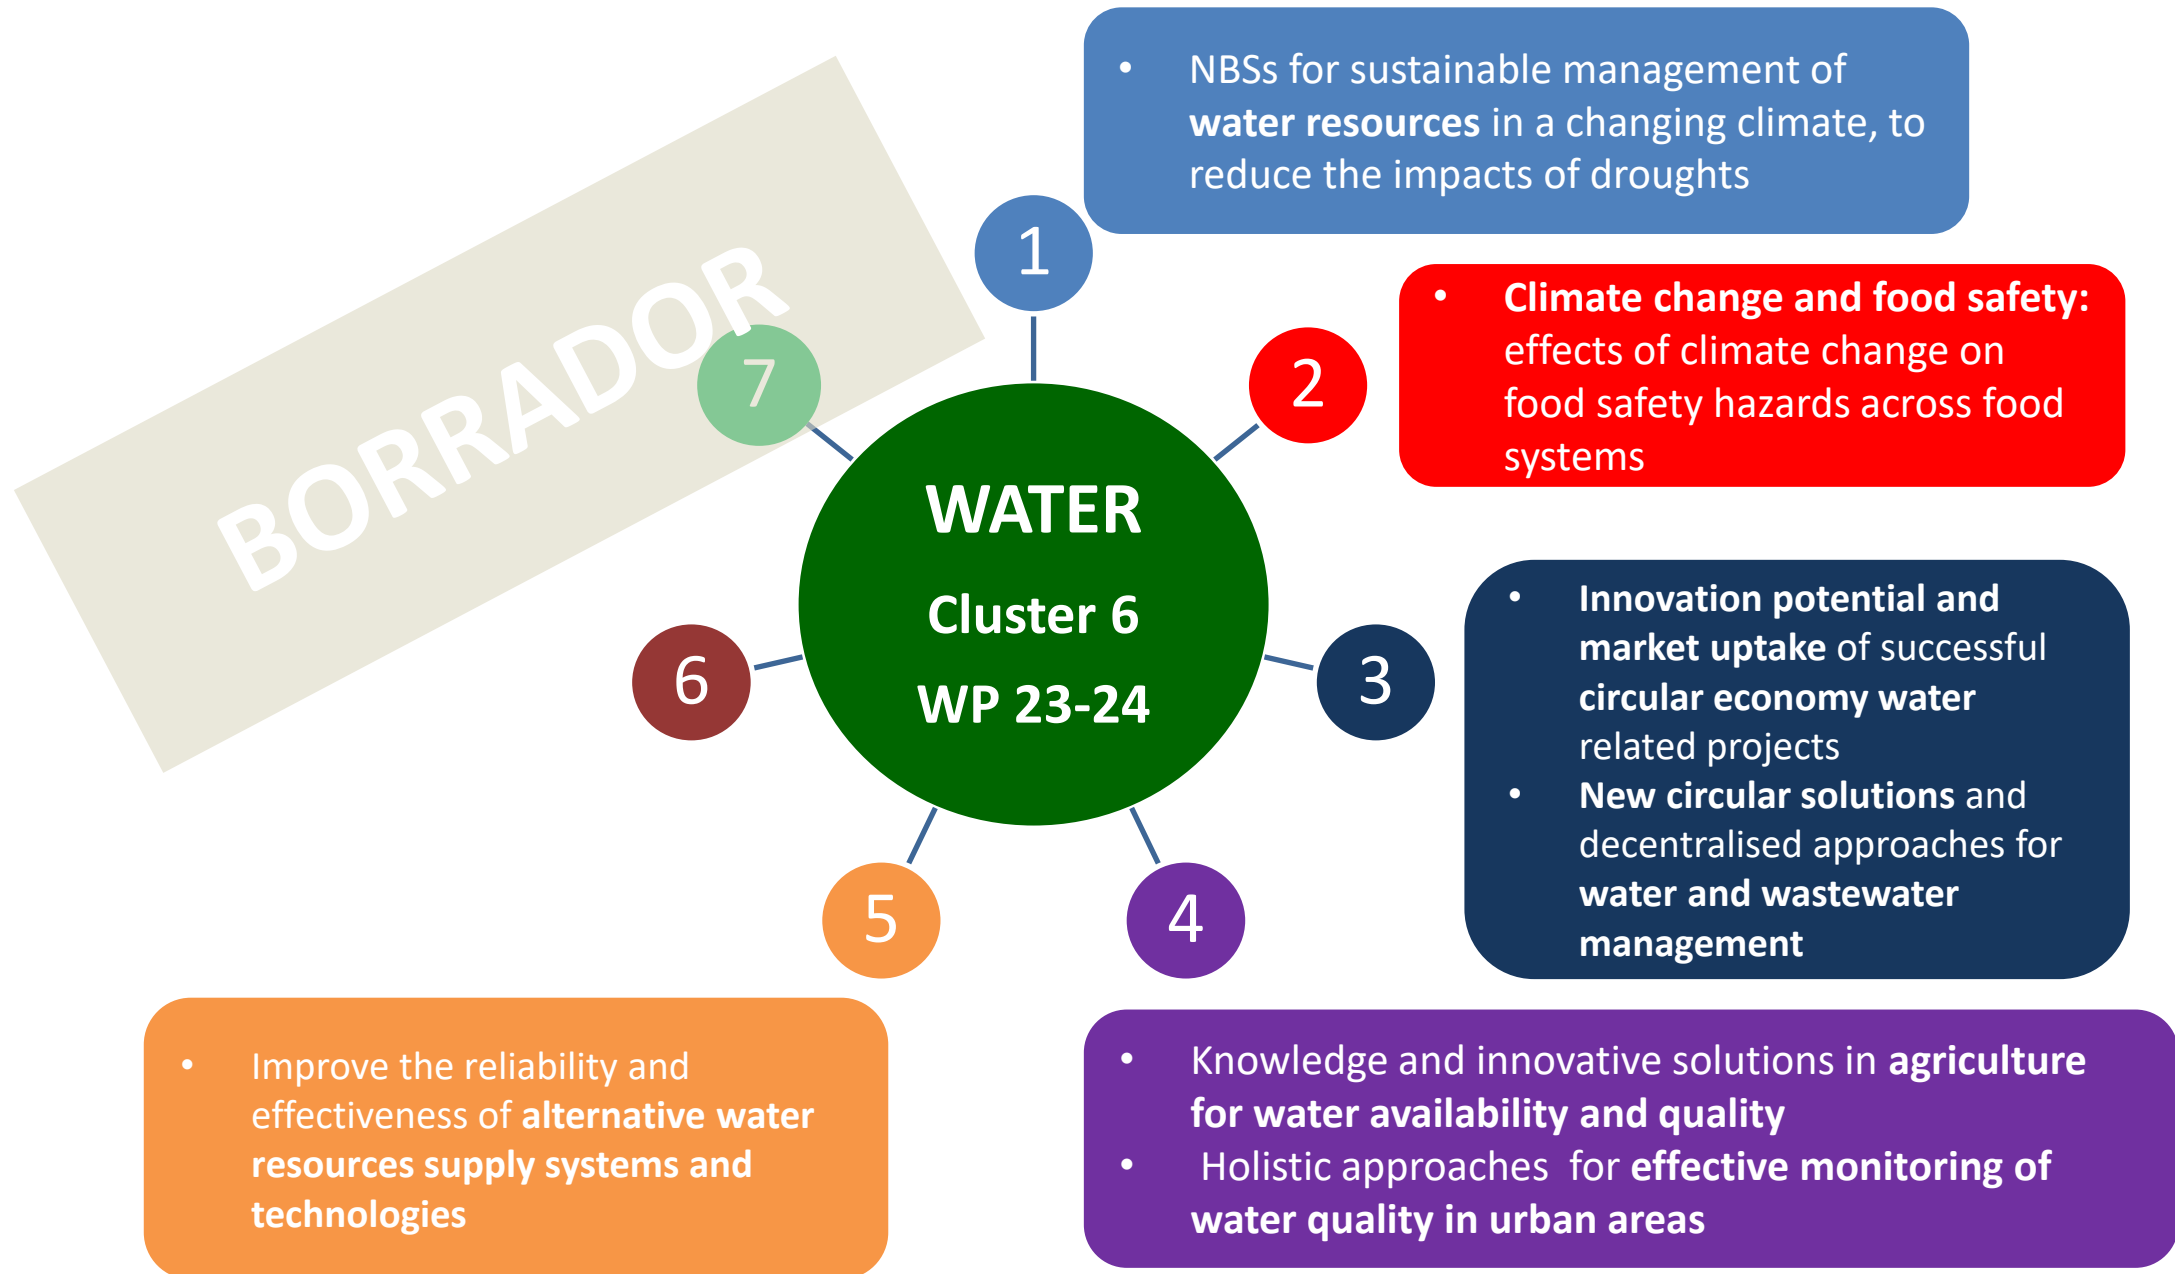 • NBSs for sustainable management of
water resources in a changing climate, to
reduce the impacts of droughts
1
• Climate change and food safety:
effects of climate change on
food safety hazards across food
systems
2
BORRADOR
7
WATER
Cluster 6
WP 23-24
• Innovation potential and
market uptake of successful
circular economy water
related projects
• New circular solutions and
decentralised approaches for
water and wastewater
management
3
6
5
4
• Improve the reliability and
effectiveness of alternative water
resources supply systems and
technologies
• Knowledge and innovative solutions in agriculture
for water availability and quality
• Holistic approaches for effective monitoring of
water quality in urban areas